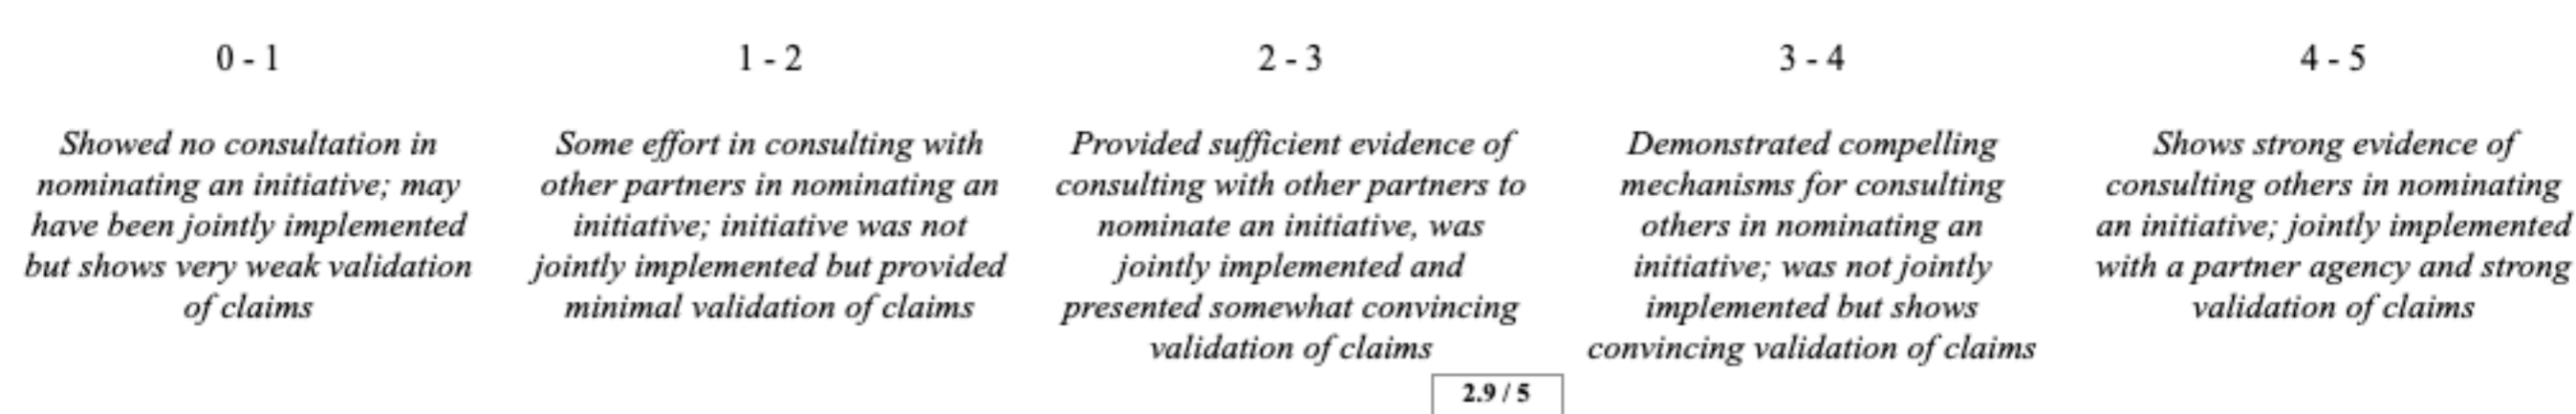 0 - 1
Showed no consultation in
nominating an initiative; may
have been jointly implemented
but shows very weak validation
of claims
1 - 2
Some effort in consulting with
other partners in nominating an
initiative; initiative was not
jointly implemented but provided
minimal validation of claims
2 - 3
Provided sufficient evidence of
consulting with other partners to
nominate an initiative, was
jointly implemented and
presented somewhat convincing
validation of claims
3 - 4
Demonstrated compelling
mechanisms for consulting
others in nominating an
initiative; was not jointly
implemented but shows
convincing validation of claims
4 - 5
Shows strong evidence of
consulting others in nominating
an initiative; jointly implemented
with a partner agency and strong
validation of claims
2.9 / 5